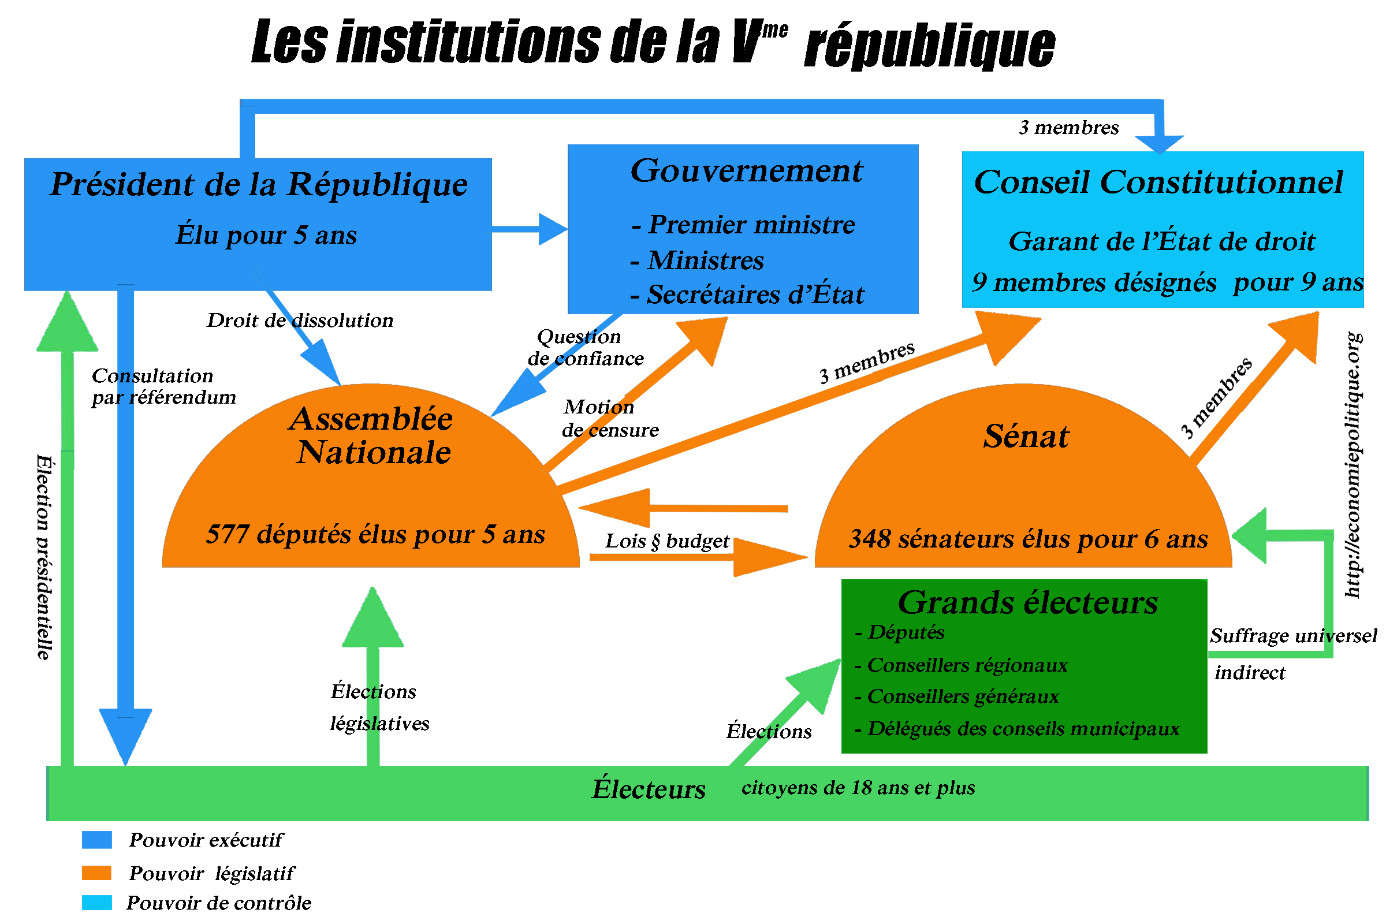 Les institutions de la Vme république
3 membres
Président de la République
Élu pour 5 ans
Gouvernement
- Premier ministre
- Ministres
- Secrétaires d'État
Conseil Constitutionnel
Garant de l'État de droit
9 membres désignés pour 9 ans
Droit de dissolution
Question
de confiance
Consultation
par référendum
3 membres
3 membres
http://economiepolitique.org
Motion
de censure
Assemblée
Nationale
577 députés élus pour 5 ans
Sénat
348 sénateurs élus pour 6 ans
Lois § budget
Élection présidentielle
Grands électeurs
- Députés
- Conseillers régionaux
- Conseillers généraux
- Délégués des conseils municipaux
Suffrage universel
indirect
Élections
législatives
Élections
Électeurs citoyens de 18 ans et plus
Pouvoir exécutif
Pouvoir législatif
Pouvoir de contrôle